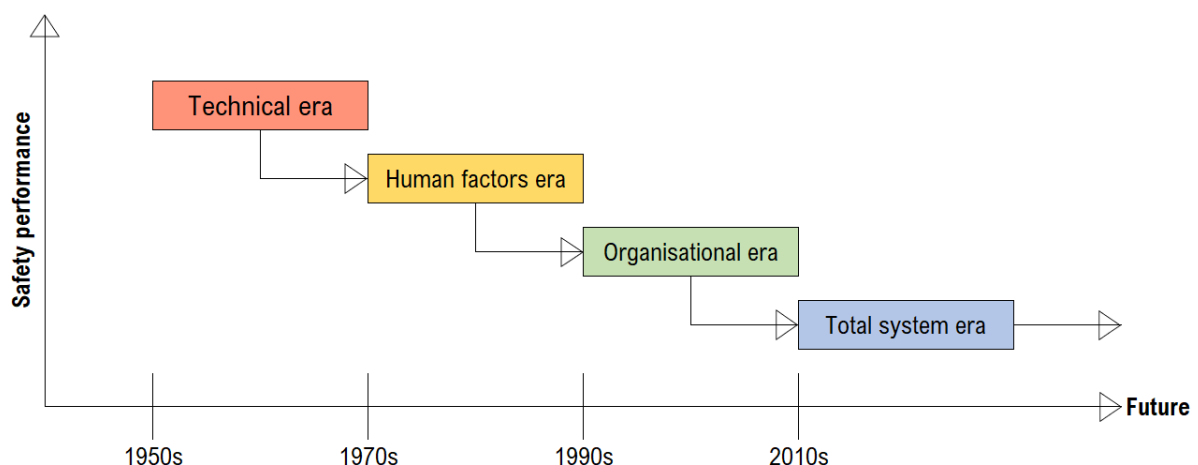 Safety performance
Technical era
Human factors era
Organisational era
Total system era
Future
1950s
1970s
1990s
2010s